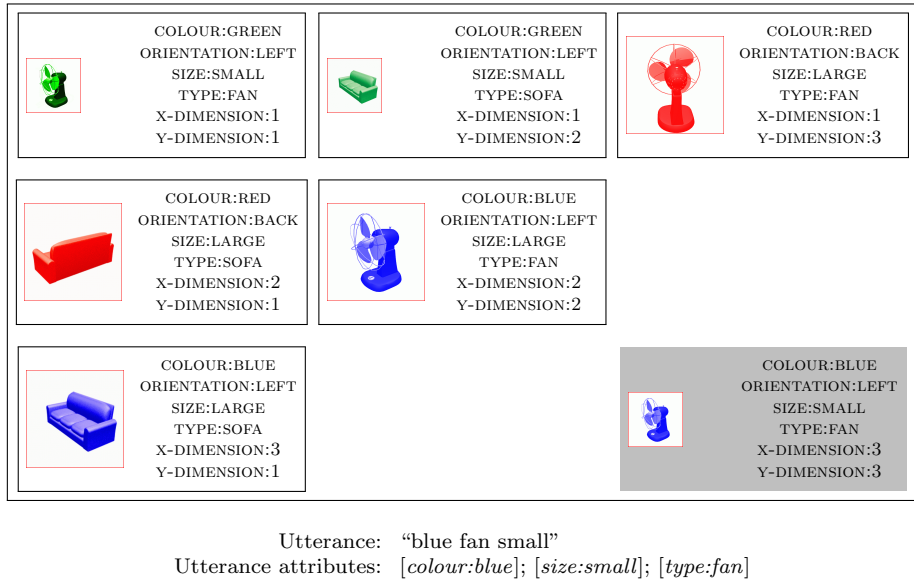 COLOUR:GREEN
ORIENTATION:LEFT
SIZE:SMALL
TYPE:FAN
X-DIMENSION:1
Y-DIMENSION:1
COLOUR:GREEN
ORIENTATION:LEFT
SIZE:SMALL
TYPE:SOFA
X-DIMENSION:1
Y-DIMENSION:2
COLOUR:RED
ORIENTATION:BACK
SIZE:LARGE
TYPE:FAN
X-DIMENSION:1
Y-DIMENSION:3
COLOUR:RED
ORIENTATION:BACK
SIZE:LARGE
TYPE:SOFA
X-DIMENSION:2
Y-DIMENSION:1
COLOUR:BLUE
ORIENTATION:LEFT
SIZE:LARGE
TYPE:FAN
X-DIMENSION:2
Y-DIMENSION:2
COLOUR:BLUE
ORIENTATION:LEFT
SIZE:LARGE
TYPE:SOFA
X-DIMENSION:3
Y-DIMENSION:1
COLOUR:BLUE
ORIENTATION:LEFT
SIZE:SMALL
TYPE:FAN
X-DIMENSION:3
Y-DIMENSION:3
Utterance: “blue fan small”
Utterance attributes: [colour:blue]; [size:small]; [type:fan]